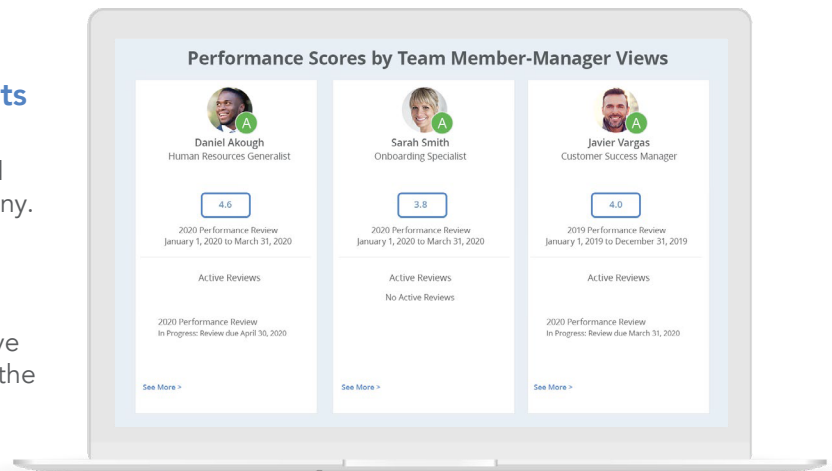 ts
ny.
ve
the
Performance Scores by Team Member-Manager Views
A
Daniel Akough
Human Resources Generalist
4.6
2020 Performance Review
January 1, 2020 to March 31, 2020
Active Reviews
2020 Performance Review
In Progress: Review due April 30, 2020
See More >
A
Sarah Smith
Onboarding Specialist
3.8
2020 Performance Review
January 1, 2020 to March 31, 2020
Active Reviews
No Active Reviews
See More >
A
Javier Vargas
Customer Success Manager
4.0
2019 Performance Review
January 1, 2019 to December 31, 2019
Active Reviews
2020 Performance Review
In Progress: Review due March 31, 2020
See More >